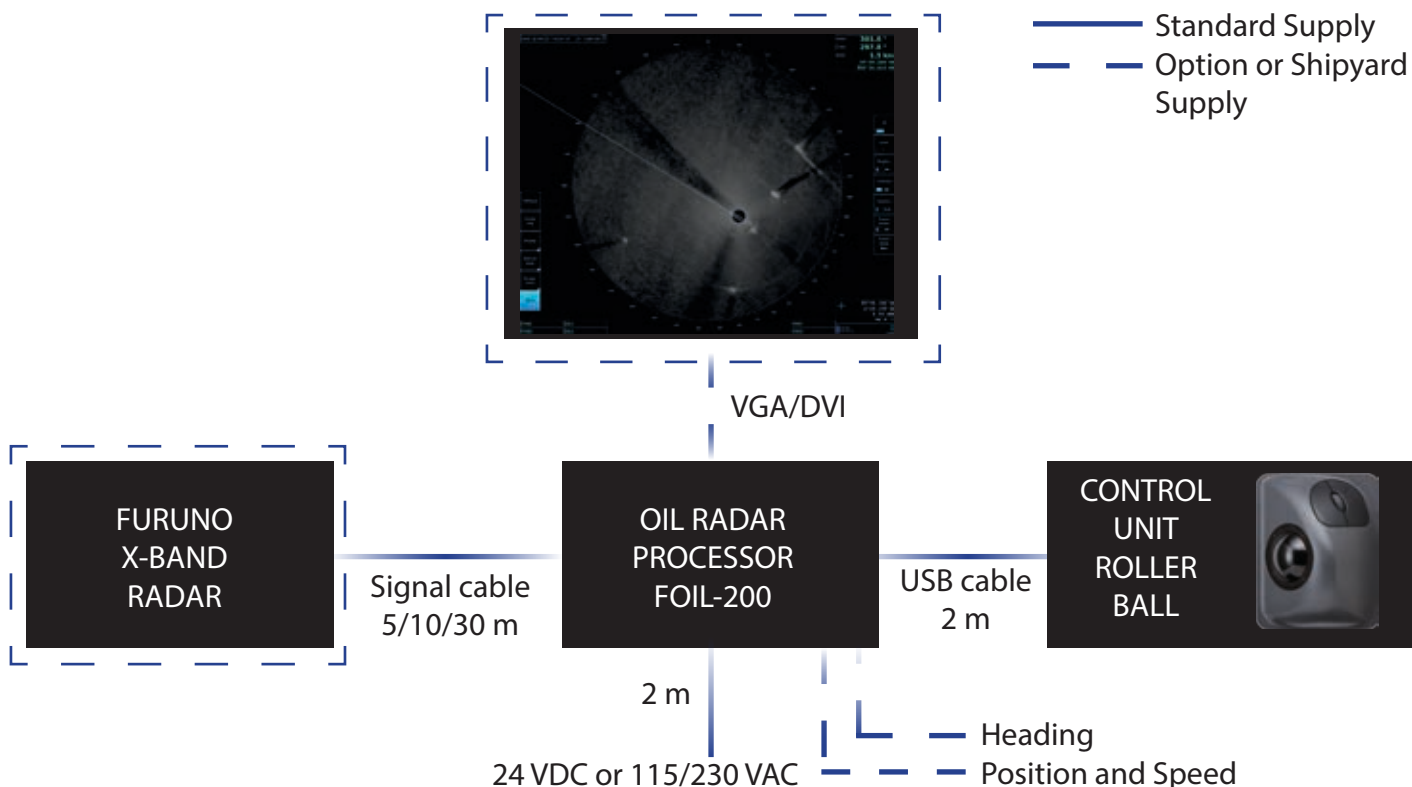 Standard Supply
Option or Shipyard
Supply
VGA/DVI
FURUNO
X-BAND
RADAR
Signal cable
5/10/30 m
OIL RADAR
PROCESSOR
FOIL-200
USB cable
2 m
CONTROL
UNIT
ROLLER
BALL
2 m
Heading
24 VDC or 115/230 VAC
Position and Speed